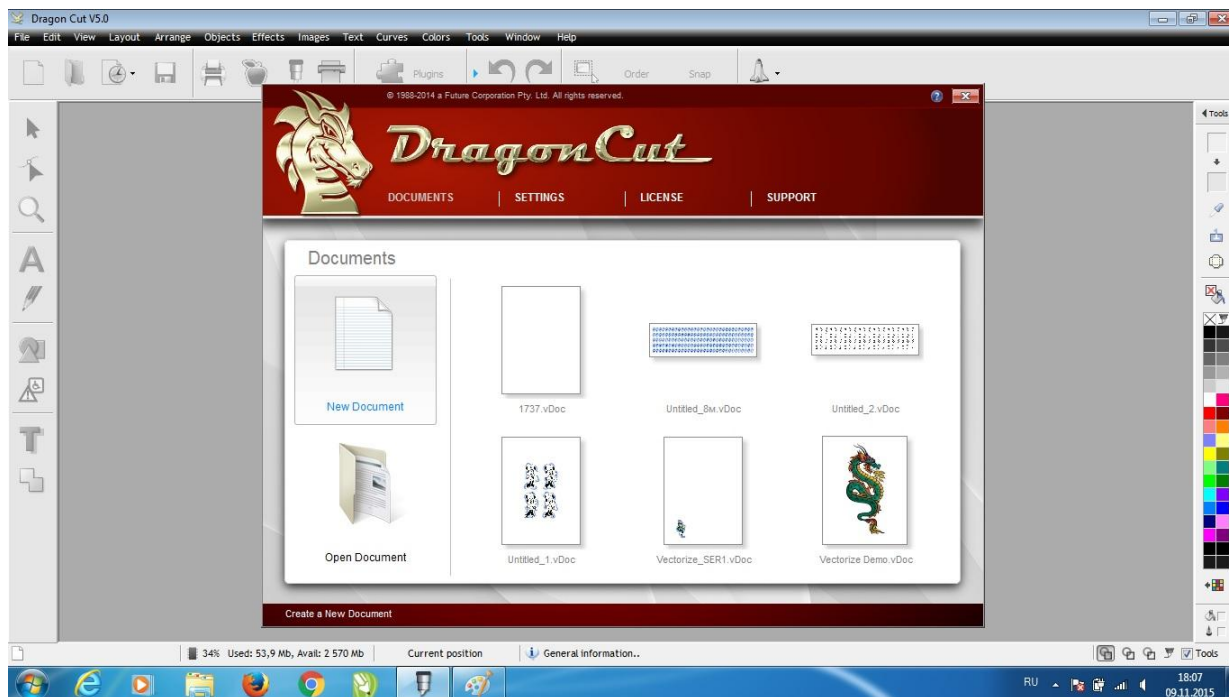 Dragon Cut V5.0
File Edit View Layout Arrange Objects Effects Images Text Curves Colors Tools Window Help
Plugins Order Snap
© 1988-2014 a Future Corporation Pty. Ltd. All rights reserved.
Tools
DragonCut
DOCUMENTS SETTINGS LICENSE SUPPORT
Documents
New Document
1737.vDoc Untitled_8м.vDoc Untitled_2.vDoc
Open Document
Untitled_1.vDoc Vectorize_SER1.vDoc Vectorize Demo.vDoc
Create a New Document
34% Used: 53,9 Mb, Avail: 2 570 Mb Current position General information.. Tools
RU 18:07
09.11.2015